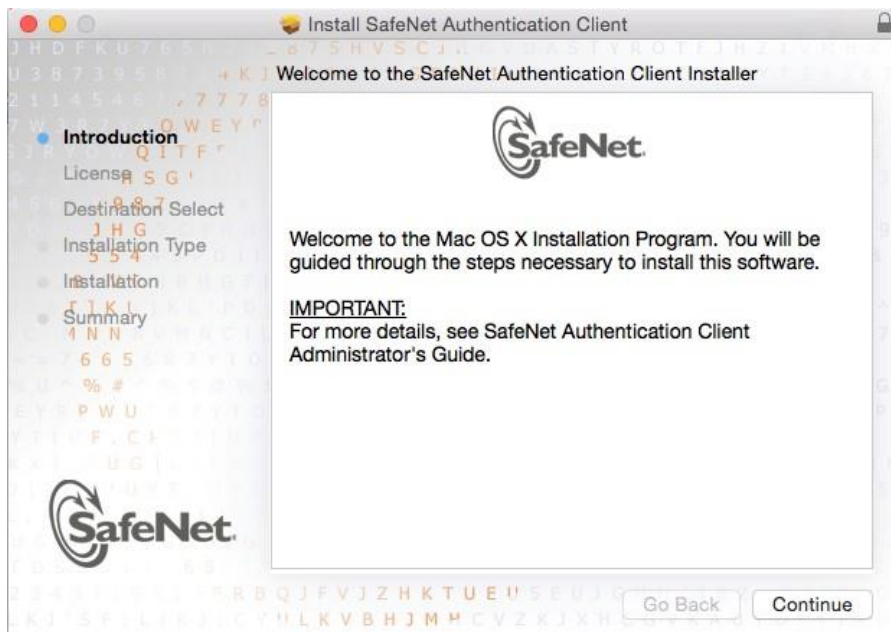 Install SafeNet Authentication Client
Welcome to the SafeNet Authentication Client Installer
Introduction
License
Destination Select
Installation Type
Installation
Summary
SafeNet.
Welcome to the Mac OS X Installation Program. You will be
guided through the steps necessary to install this software.
IMPORTANT:
For more details, see SafeNet Authentication Client
Administrator's Guide.
SafeNet.
Go Back
Continue